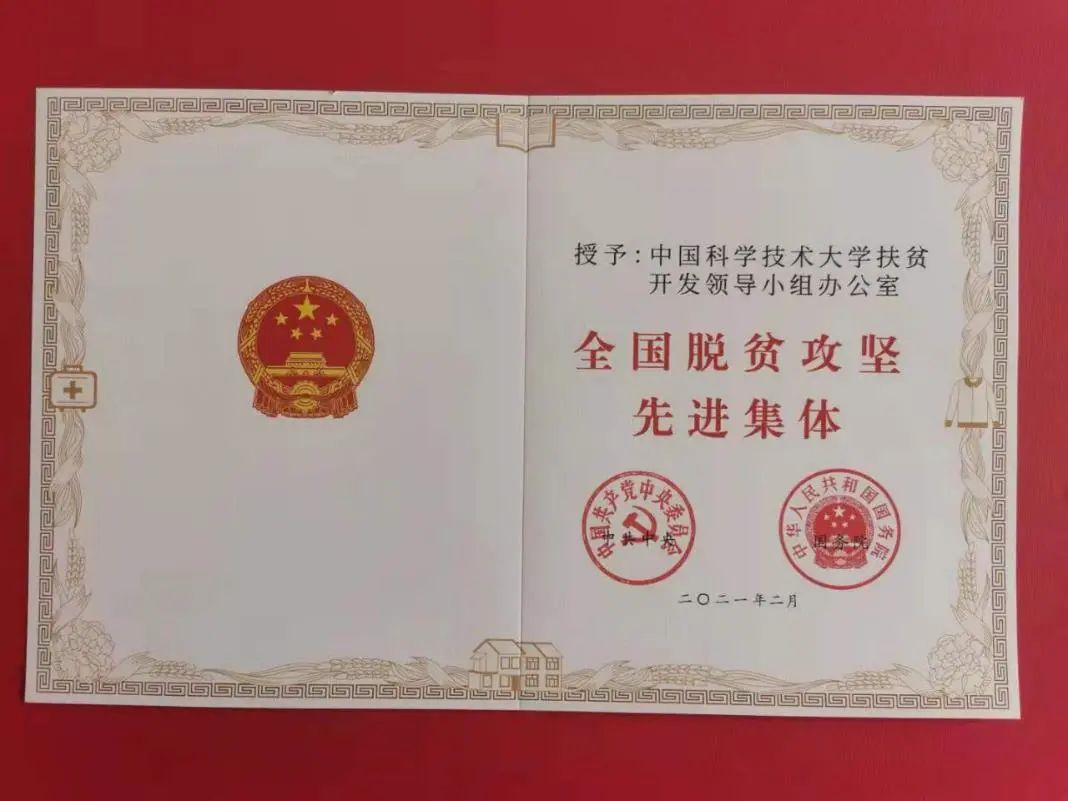 授予：中国科学技术大学扶贫
开发领导小组办公室
全国脱贫攻坚
先进集体
中国共产党中央委员会
中共中央
中华人民共和国国务院
国务院
二〇二一年二月